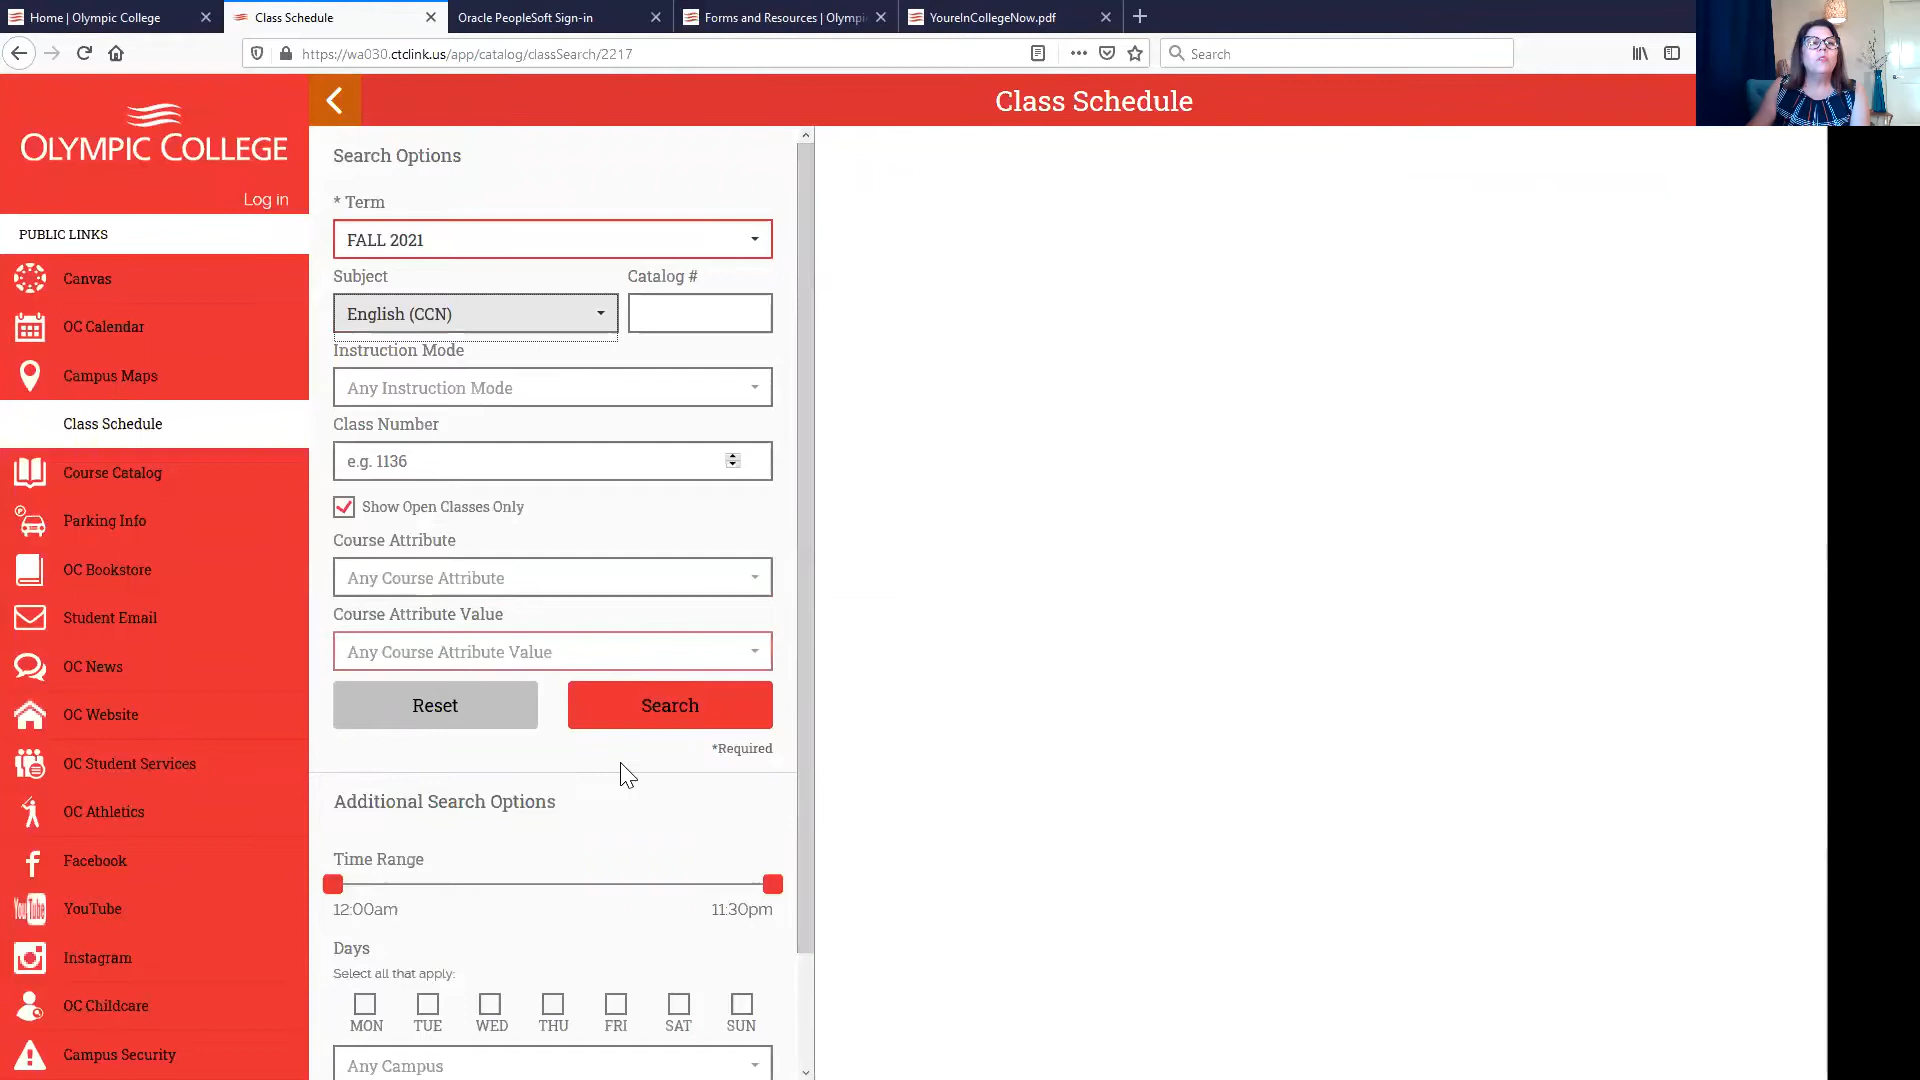 Home | Olympic College
Class Schedule
Oracle PeopleSoft Sign-in
Forms and Resources | Olympi
YoureInCollegeNow.pdf
https://wa030.ctclink.us/app/catalog/classSearch/2217
Search
OLYMPIC COLLEGE
Log in
PUBLIC LINKS
Canvas
OC Calendar
Campus Maps
Class Schedule
Course Catalog
Parking Info
OC Bookstore
Student Email
OC News
OC Website
OC Student Services
OC Athletics
Facebook
YouTube
YouTube
Instagram
OC Childcare
Campus Security
Class Schedule
Search Options
* Term
FALL 2021
Subject
Catalog #
English (CCN)
Instruction Mode
Any Instruction Mode
Class Number
e.g. 1136
Show Open Classes Only
Course Attribute
Any Course Attribute
Course Attribute Value
Any Course Attribute Value
Reset
Search
*Required
Additional Search Options
Time Range
12:00am
11:30pm
Days
Select all that apply:
MON TUE WED THU FRI SAT SUN
Any Campus